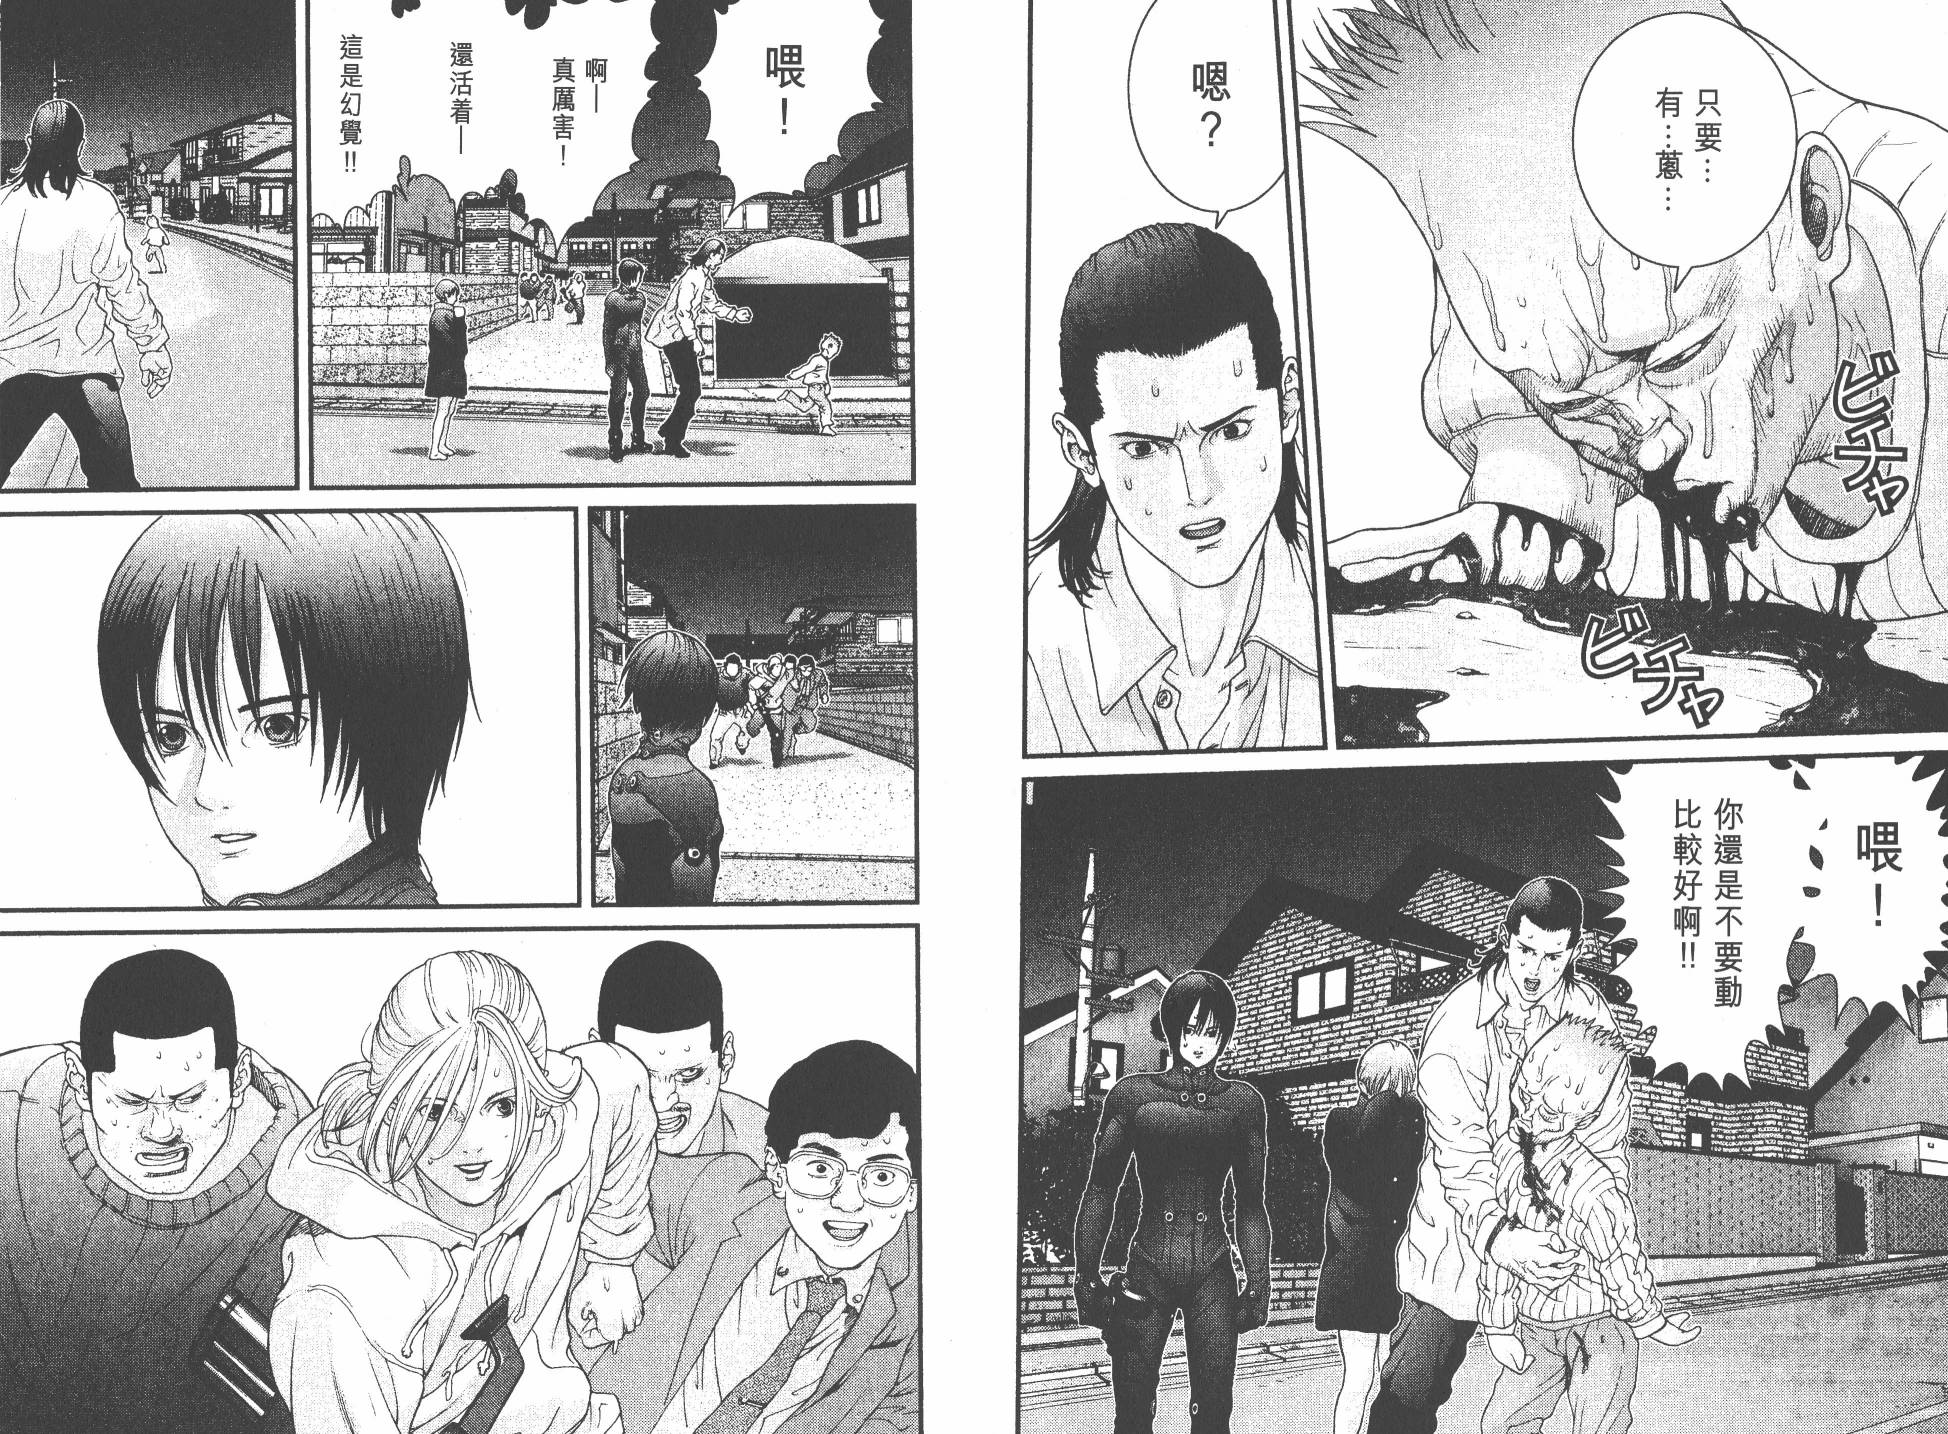 只要…
有…蔥…
ビチャ
ビチャ
嗯？
喂！
你還是不要動
比較好啊!!
喂！
啊—
真厲害！
還活着—
這是幻覺!!